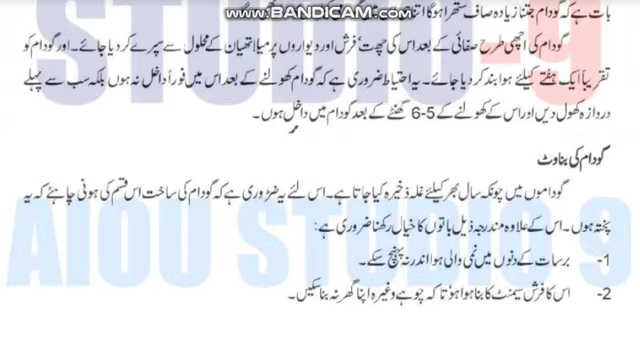 بات ہے کہ گودام جتنا زیادہ صاف ستھرا ہوگا اتنا
WWW.BANDICAM.COM
گودام کی اچھی طرح صفائی کے بعد اس کی چھت' فرش اور دیواروں پر میلا تھیان کے محلول سے سپرے کر دیا جائے۔ اور گودام کو
تقریباً ایک ہفتے کیلئے ہوا بند کر دیا جائے۔ یہ احتیاط ضروری ہے کہ گودام کھولنے کے بعد اس میں فوراً داخل نہ ہوں بلکہ سب سے پہلے
دروازہ کھول دیں اور اس کے کھولنے کے 5-6 گھنٹے کے بعد گودام میں داخل ہوں۔
گودام کی بناوٹ
گوداموں میں چونکہ سال بھر کیلئے غلہ ذخیرہ کیا جاتا ہے۔ اس لئے یہ ضروری ہے کہ گودام کی ساخت اس قسم کی ہونی چاہئے کہ یہ
پختہ ہوں۔ اس کے علاوہ مندرجہ ذیل باتوں کا خیال رکھنا ضروری ہے:
1- برسات کے دنوں میں نمی والی ہوا اندر نہ پہنچ سکے۔
2- اس کا فرش سیمنٹ کا بنا ہوا ہو' تاکہ چوہے وغیرہ اپنا گھر نہ بنا سکیں۔
STUDIO-9
AIOU STUDIO 9